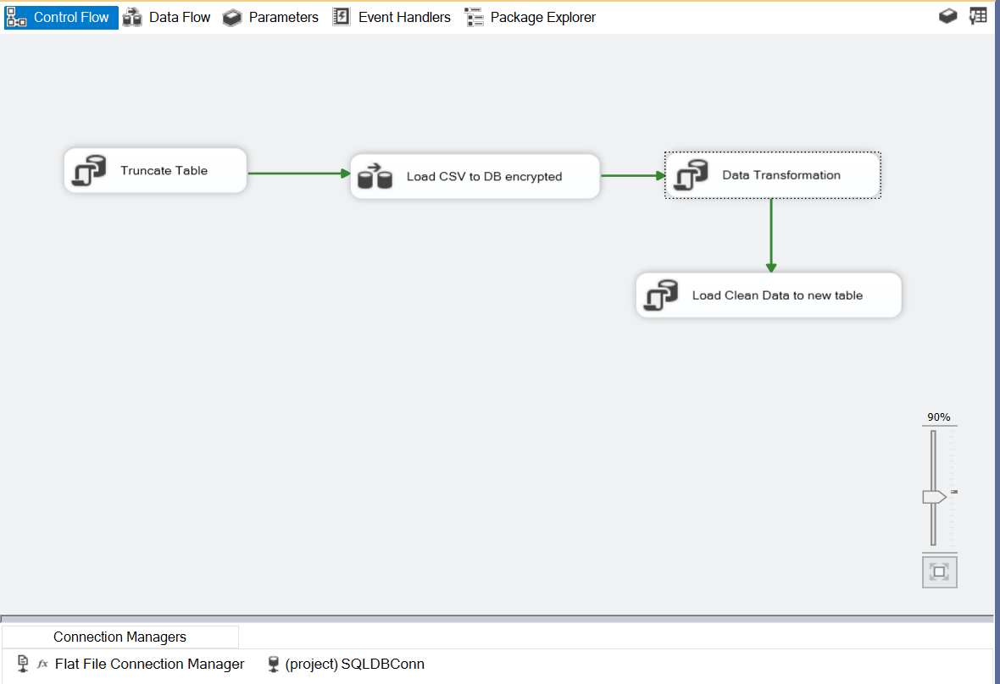 Control Flow Data Flow Parameters Event Handlers Package Explorer
Truncate Table
Load CSV to DB encrypted
Data Transformation
Load Clean Data to new table
90%
Connection Managers
fx Flat File Connection Manager (project) SQLDBConn